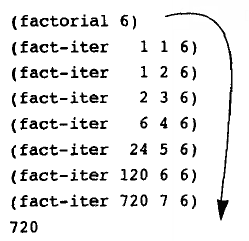 (factorial 6)
(fact-iter 1 1 6)
(fact-iter 1 2 6)
(fact-iter 2 3 6)
(fact-iter 6 4 6)
(fact-iter 24 5 6)
(fact-iter 120 6 6)
(fact-iter 720 7 6)
720